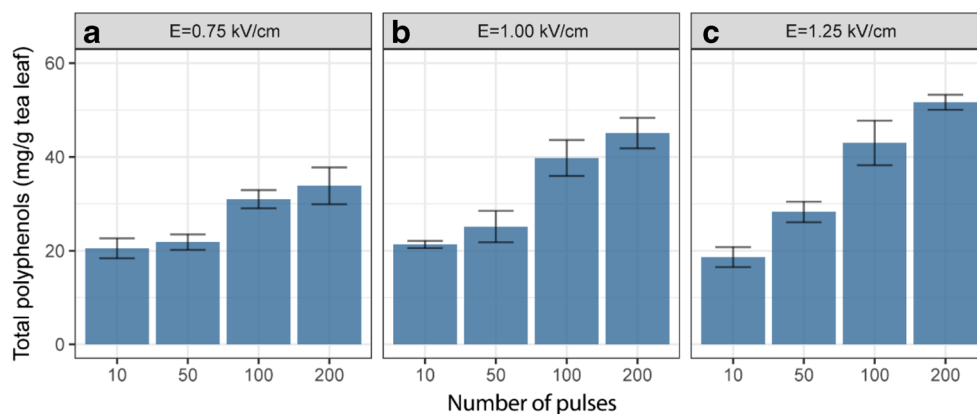 a E=0.75 kV/cm
b E=1.00 kV/cm
c E=1.25 kV/cm
Total polyphenols (mg/g tea leaf)
60
40
20
0
10 50 100 200
10 50 100 200
10 50 100 200
Number of pulses